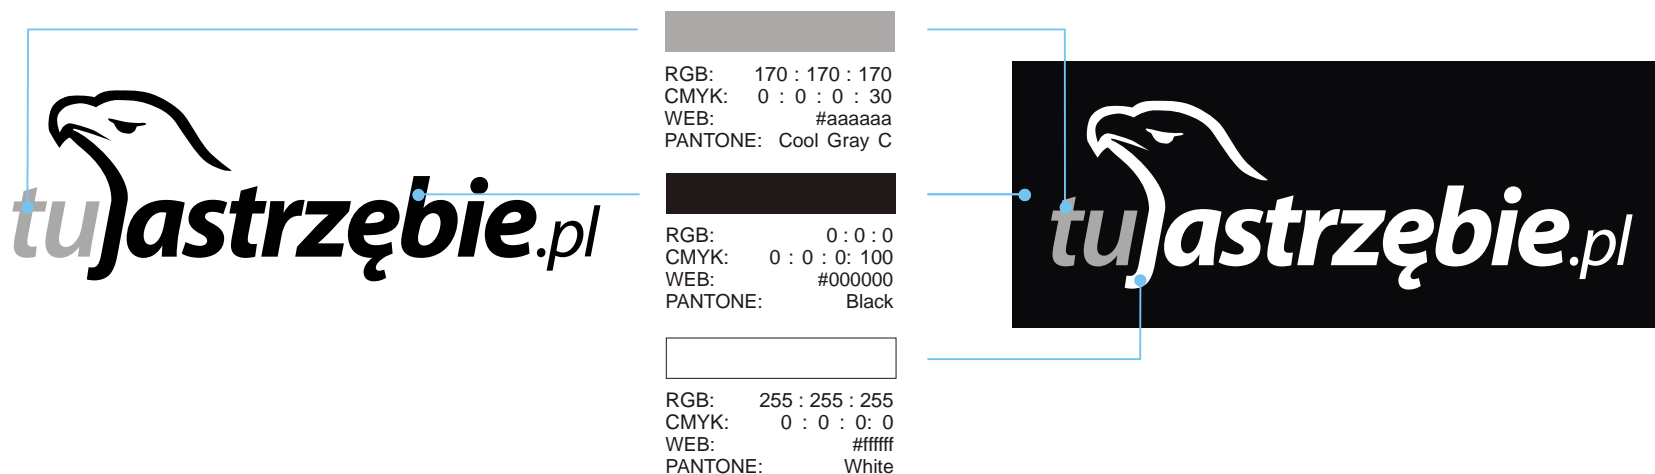 tuJastrzębie.pl
RGB: 170 : 170 : 170
CMYK: 0 : 0 : 0 : 30
WEB: #aaaaaa
PANTONE: Cool Gray C
RGB: 0 : 0 : 0
CMYK: 0 : 0 : 0: 100
WEB: #000000
PANTONE: Black
RGB: 255 : 255 : 255
CMYK: 0 : 0 : 0: 0
WEB: #ffffff
PANTONE: White
tuJastrzębie.pl